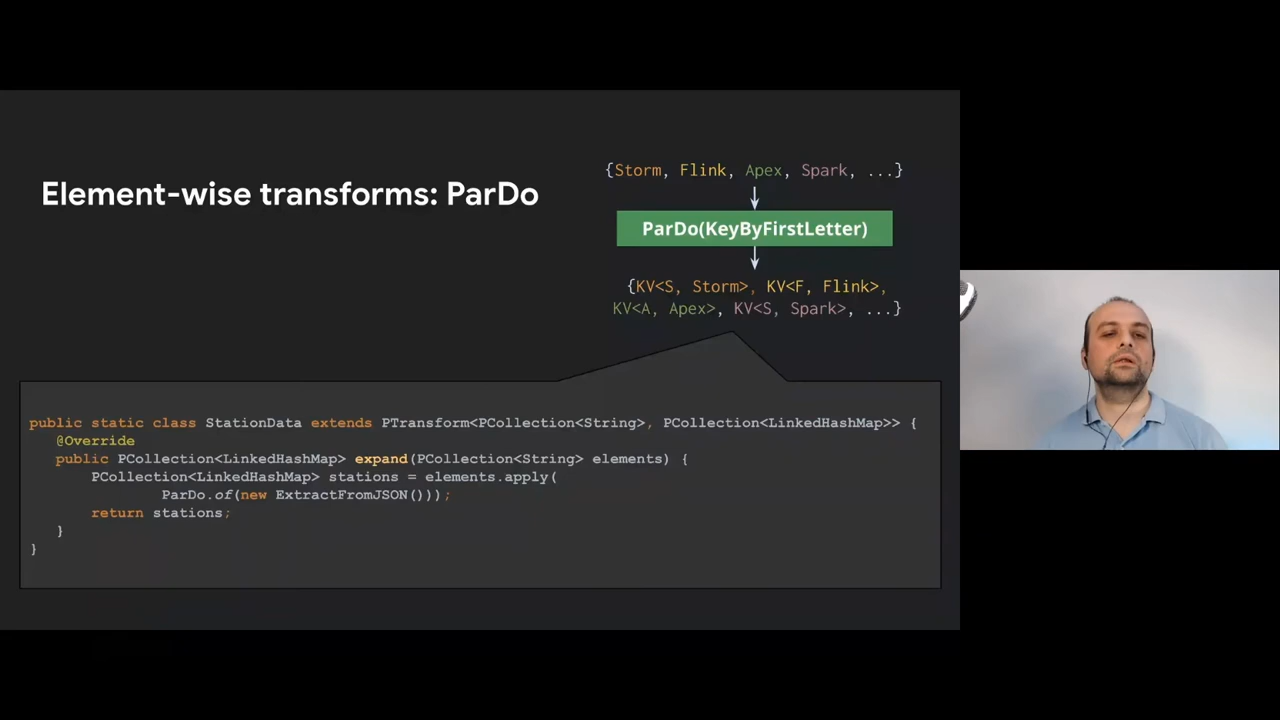 Element-wise transforms: ParDo
{Storm, Flink, Apex, Spark, ...}
ParDo(KeyByFirstLetter)
{KV<S, Storm>, KV<F, Flink>,
KV<A, Apex>, KV<S, Spark>, ...}
public static class StationData extends PTransform<PCollection<String>, PCollection<LinkedHashMap>> {
@Override
public PCollection<LinkedHashMap> expand(PCollection<String> elements) {
PCollection<LinkedHashMap> stations = elements.apply(
ParDo.of(new ExtractFromJSON()));
return stations;
}
}